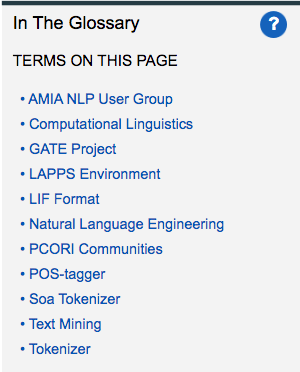 In The Glossary ?
TERMS ON THIS PAGE
• AMIA NLP User Group
• Computational Linguistics
• GATE Project
• LAPPS Environment
• LIF Format
• Natural Language Engineering
• PCORI Communities
• POS-tagger
• Soa Tokenizer
• Text Mining
• Tokenizer